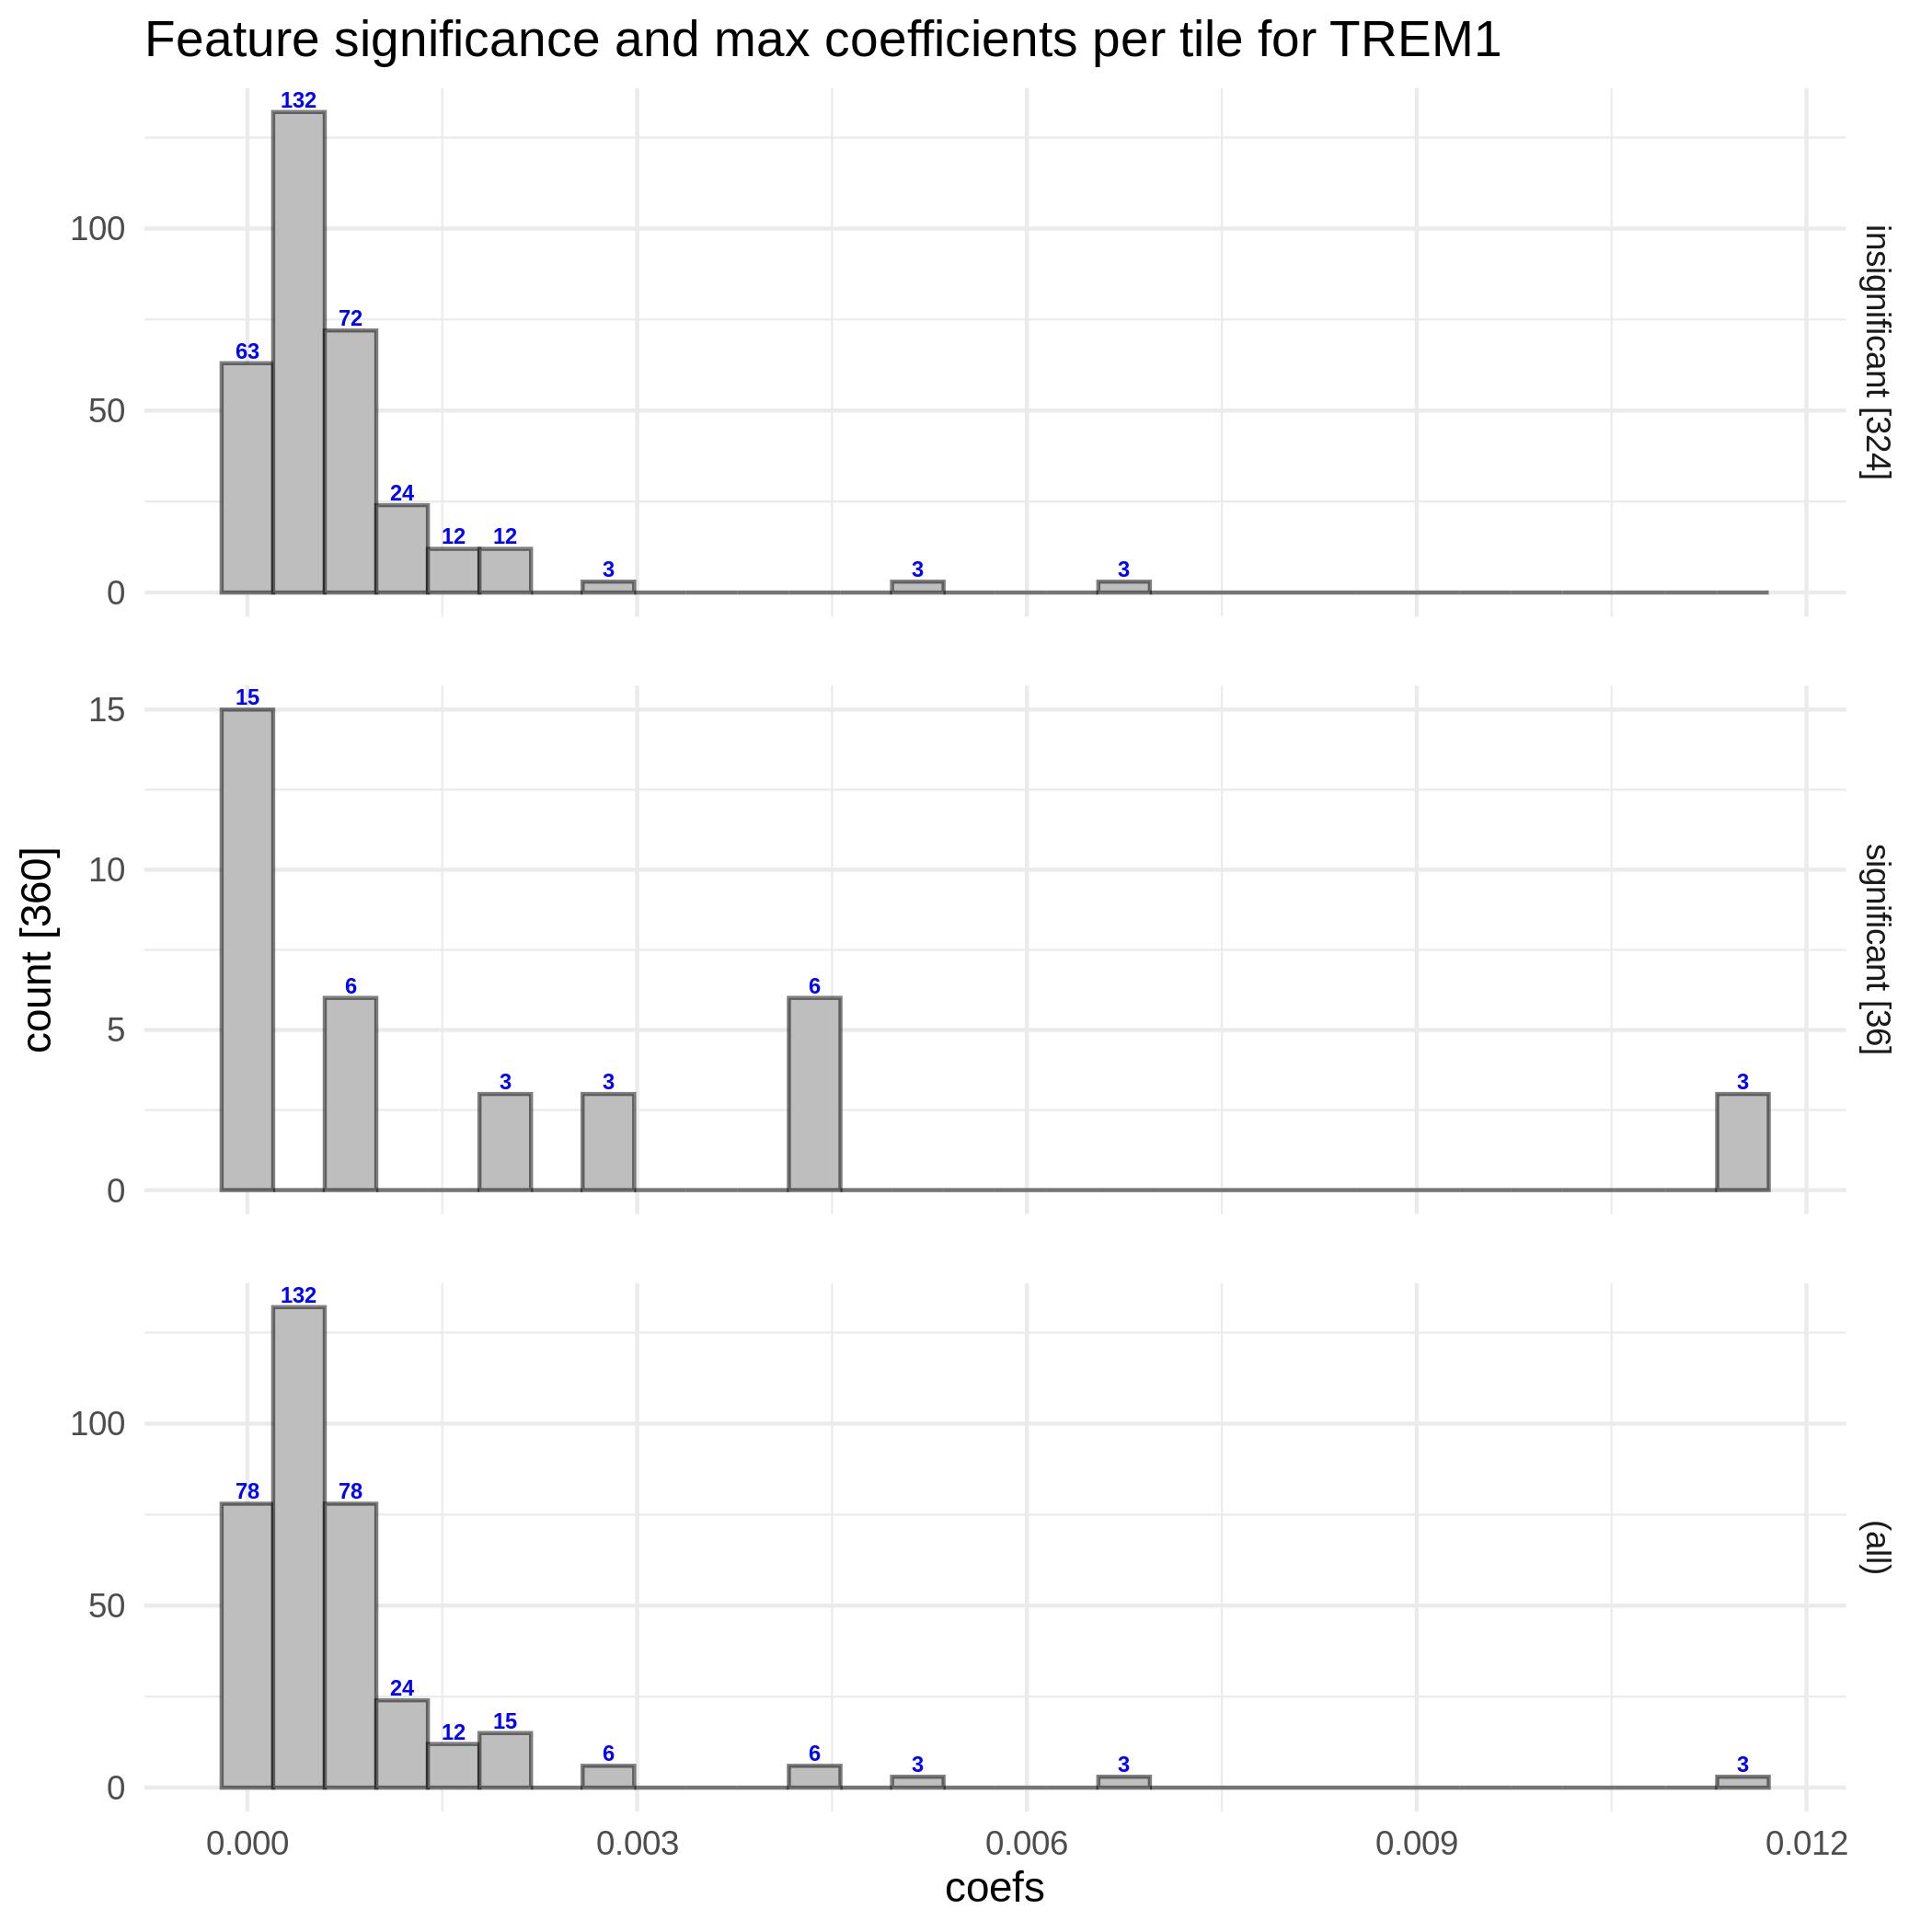 Feature significance and max coefficients per tile for TREM1
132
100
72
63
50
24
12 12
3 3 3
0
insignificant [324]
15
15
10
6 6
5
3 3 3
0
significant [36]
count [360]
132
100
78 78
50
24
12 15
6 6 3 3 3
0
(all)
0.000 0.003 0.006 0.009 0.012
coefs